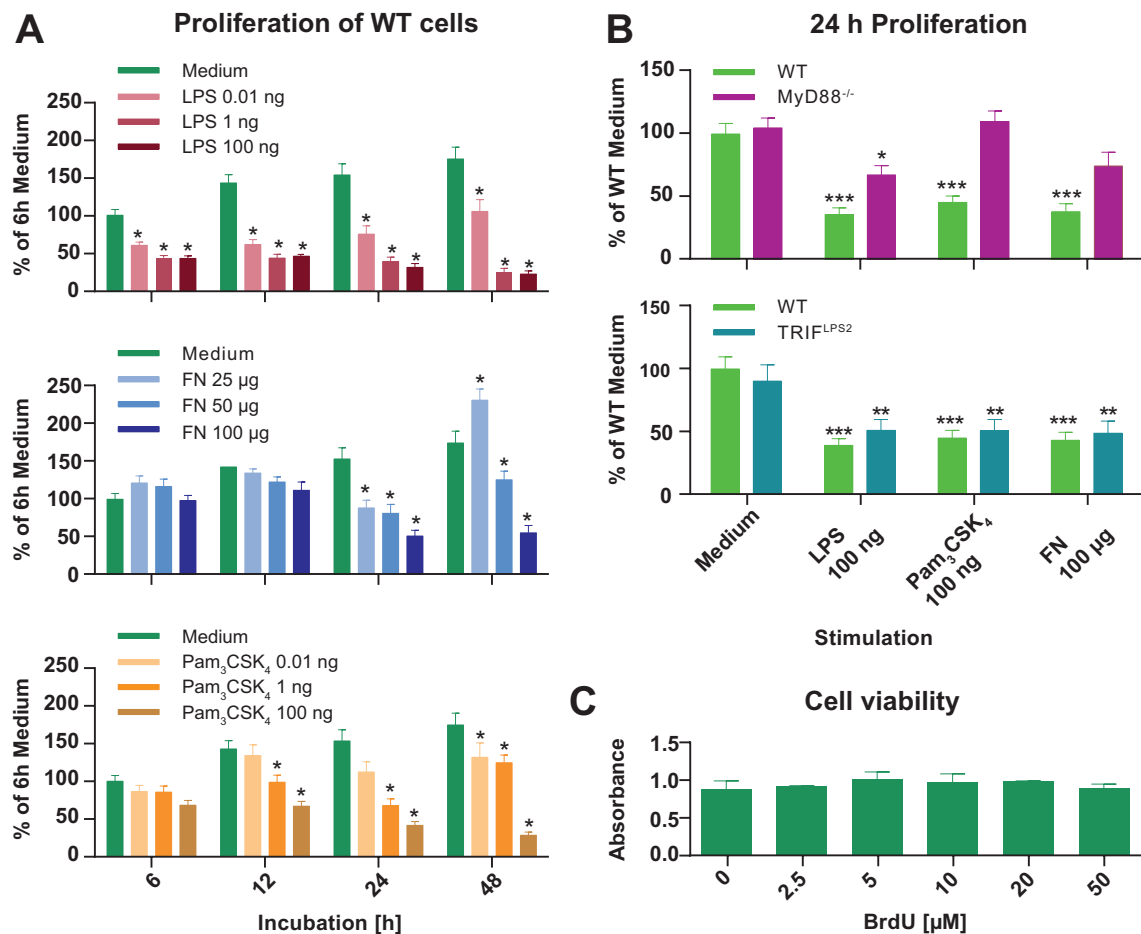 A
Proliferation of WT cells
Medium
LPS 0.01 ng
LPS 1 ng
LPS 100 ng
% of 6h Medium
250
200
150
100
50
0
* * *
* * *
* * *
* * *
Medium
FN 25 µg
FN 50 µg
FN 100 µg
% of 6h Medium
250
200
150
100
50
0
* * *
* * *
Medium
Pam₃CSK₄ 0.01 ng
Pam₃CSK₄ 1 ng
Pam₃CSK₄ 100 ng
% of 6h Medium
250
200
150
100
50
0
* *
* *
* * *
6
12
24
48
Incubation [h]
B
24 h Proliferation
WT
MyD88⁻/⁻
% of WT Medium
150
100
50
0
*** *
***
***
WT
TRIFᴸᴾˢ²
% of WT Medium
150
100
50
0
*** **
*** **
*** **
Medium
LPS
100 ng
Pam₃CSK₄
100 ng
FN
100 µg
Stimulation
C
Cell viability
Absorbance
1.5
1.0
0.5
0.0
0
2.5
5
10
20
50
BrdU [µM]